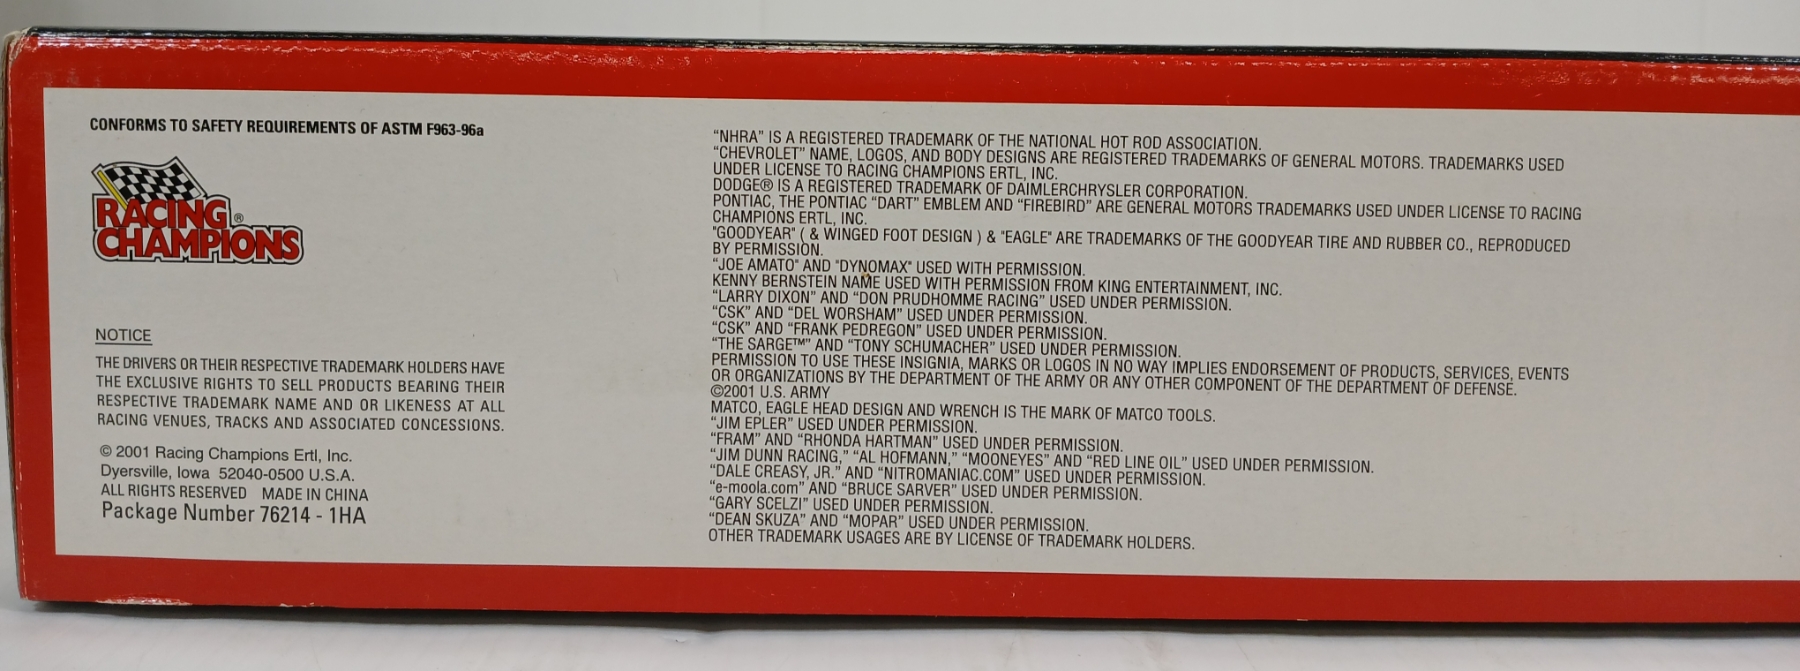 CONFORMS TO SAFETY REQUIREMENTS OF ASTM F963-96a
RACING ®
CHAMPIONS
NOTICE
THE DRIVERS OR THEIR RESPECTIVE TRADEMARK HOLDERS HAVE
THE EXCLUSIVE RIGHTS TO SELL PRODUCTS BEARING THEIR
RESPECTIVE TRADEMARK NAME AND OR LIKENESS AT ALL
RACING VENUES, TRACKS AND ASSOCIATED CONCESSIONS.
© 2001 Racing Champions Ertl, Inc.
Dyersville, Iowa 52040-0500 U.S.A.
ALL RIGHTS RESERVED MADE IN CHINA
Package Number 76214 - 1HA
“NHRA” IS A REGISTERED TRADEMARK OF THE NATIONAL HOT ROD ASSOCIATION.
“CHEVROLET” NAME, LOGOS, AND BODY DESIGNS ARE REGISTERED TRADEMARKS OF GENERAL MOTORS. TRADEMARKS USED
UNDER LICENSE TO RACING CHAMPIONS ERTL, INC.
DODGE® IS A REGISTERED TRADEMARK OF DAIMLERCHRYSLER CORPORATION.
PONTIAC, THE PONTIAC “DART” EMBLEM AND “FIREBIRD” ARE GENERAL MOTORS TRADEMARKS USED UNDER LICENSE TO RACING
CHAMPIONS ERTL, INC.
"GOODYEAR" ( & WINGED FOOT DESIGN ) & "EAGLE" ARE TRADEMARKS OF THE GOODYEAR TIRE AND RUBBER CO., REPRODUCED
BY PERMISSION.
“JOE AMATO" AND "DYNOMAX" USED WITH PERMISSION.
KENNY BERNSTEIN NAME USED WITH PERMISSION FROM KING ENTERTAINMENT, INC.
“LARRY DIXON” AND “DON PRUDHOMME RACING” USED UNDER PERMISSION.
“CSK” AND “DEL WORSHAM” USED UNDER PERMISSION.
“CSK” AND “FRANK PEDREGON” USED UNDER PERMISSION.
“THE SARGE™” AND “TONY SCHUMACHER” USED UNDER PERMISSION.
PERMISSION TO USE THESE INSIGNIA, MARKS OR LOGOS IN NO WAY IMPLIES ENDORSEMENT OF PRODUCTS, SERVICES, EVENTS
OR ORGANIZATIONS BY THE DEPARTMENT OF THE ARMY OR ANY OTHER COMPONENT OF THE DEPARTMENT OF DEFENSE.
©2001 U.S. ARMY
MATCO, EAGLE HEAD DESIGN AND WRENCH IS THE MARK OF MATCO TOOLS.
“JIM EPLER” USED UNDER PERMISSION.
“FRAM” AND “RHONDA HARTMAN” USED UNDER PERMISSION.
“JIM DUNN RACING,” “AL HOFMANN,” “MOONEYES” AND “RED LINE OIL” USED UNDER PERMISSION.
“DALE CREASY, JR.” AND “NITROMANIAC.COM” USED UNDER PERMISSION.
“e-moola.com” AND “BRUCE SARVER” USED UNDER PERMISSION.
“GARY SCELZI” USED UNDER PERMISSION.
“DEAN SKUZA” AND “MOPAR” USED UNDER PERMISSION.
OTHER TRADEMARK USAGES ARE BY LICENSE OF TRADEMARK HOLDERS.